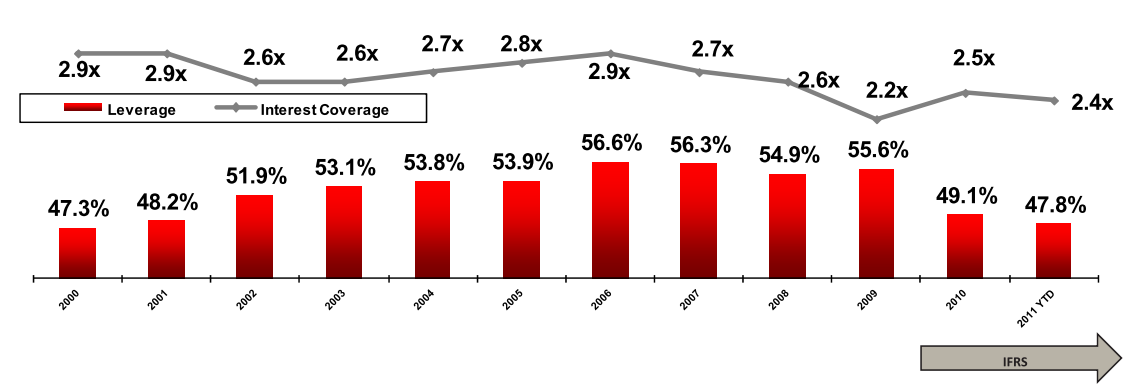 2.9x
2.9x
2.6x
2.6x
2.7x
2.8x
2.9x
2.7x
2.6x
2.2x
2.5x
2.4x
Leverage
Interest Coverage
47.3%
48.2%
51.9%
53.1%
53.8%
53.9%
56.6%
56.3%
54.9%
55.6%
49.1%
47.8%
2000
2001
2002
2003
2004
2005
2006
2007
2008
2009
2010
2011 YTD
IFRS